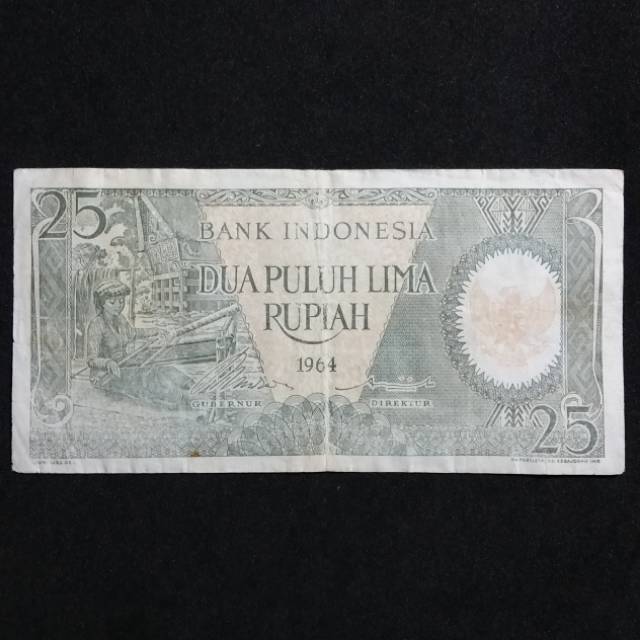 25
BANK INDONESIA
DUA PULUH LIMA
RUPIAH
1964
GUBERNUR DIREKTUR
25